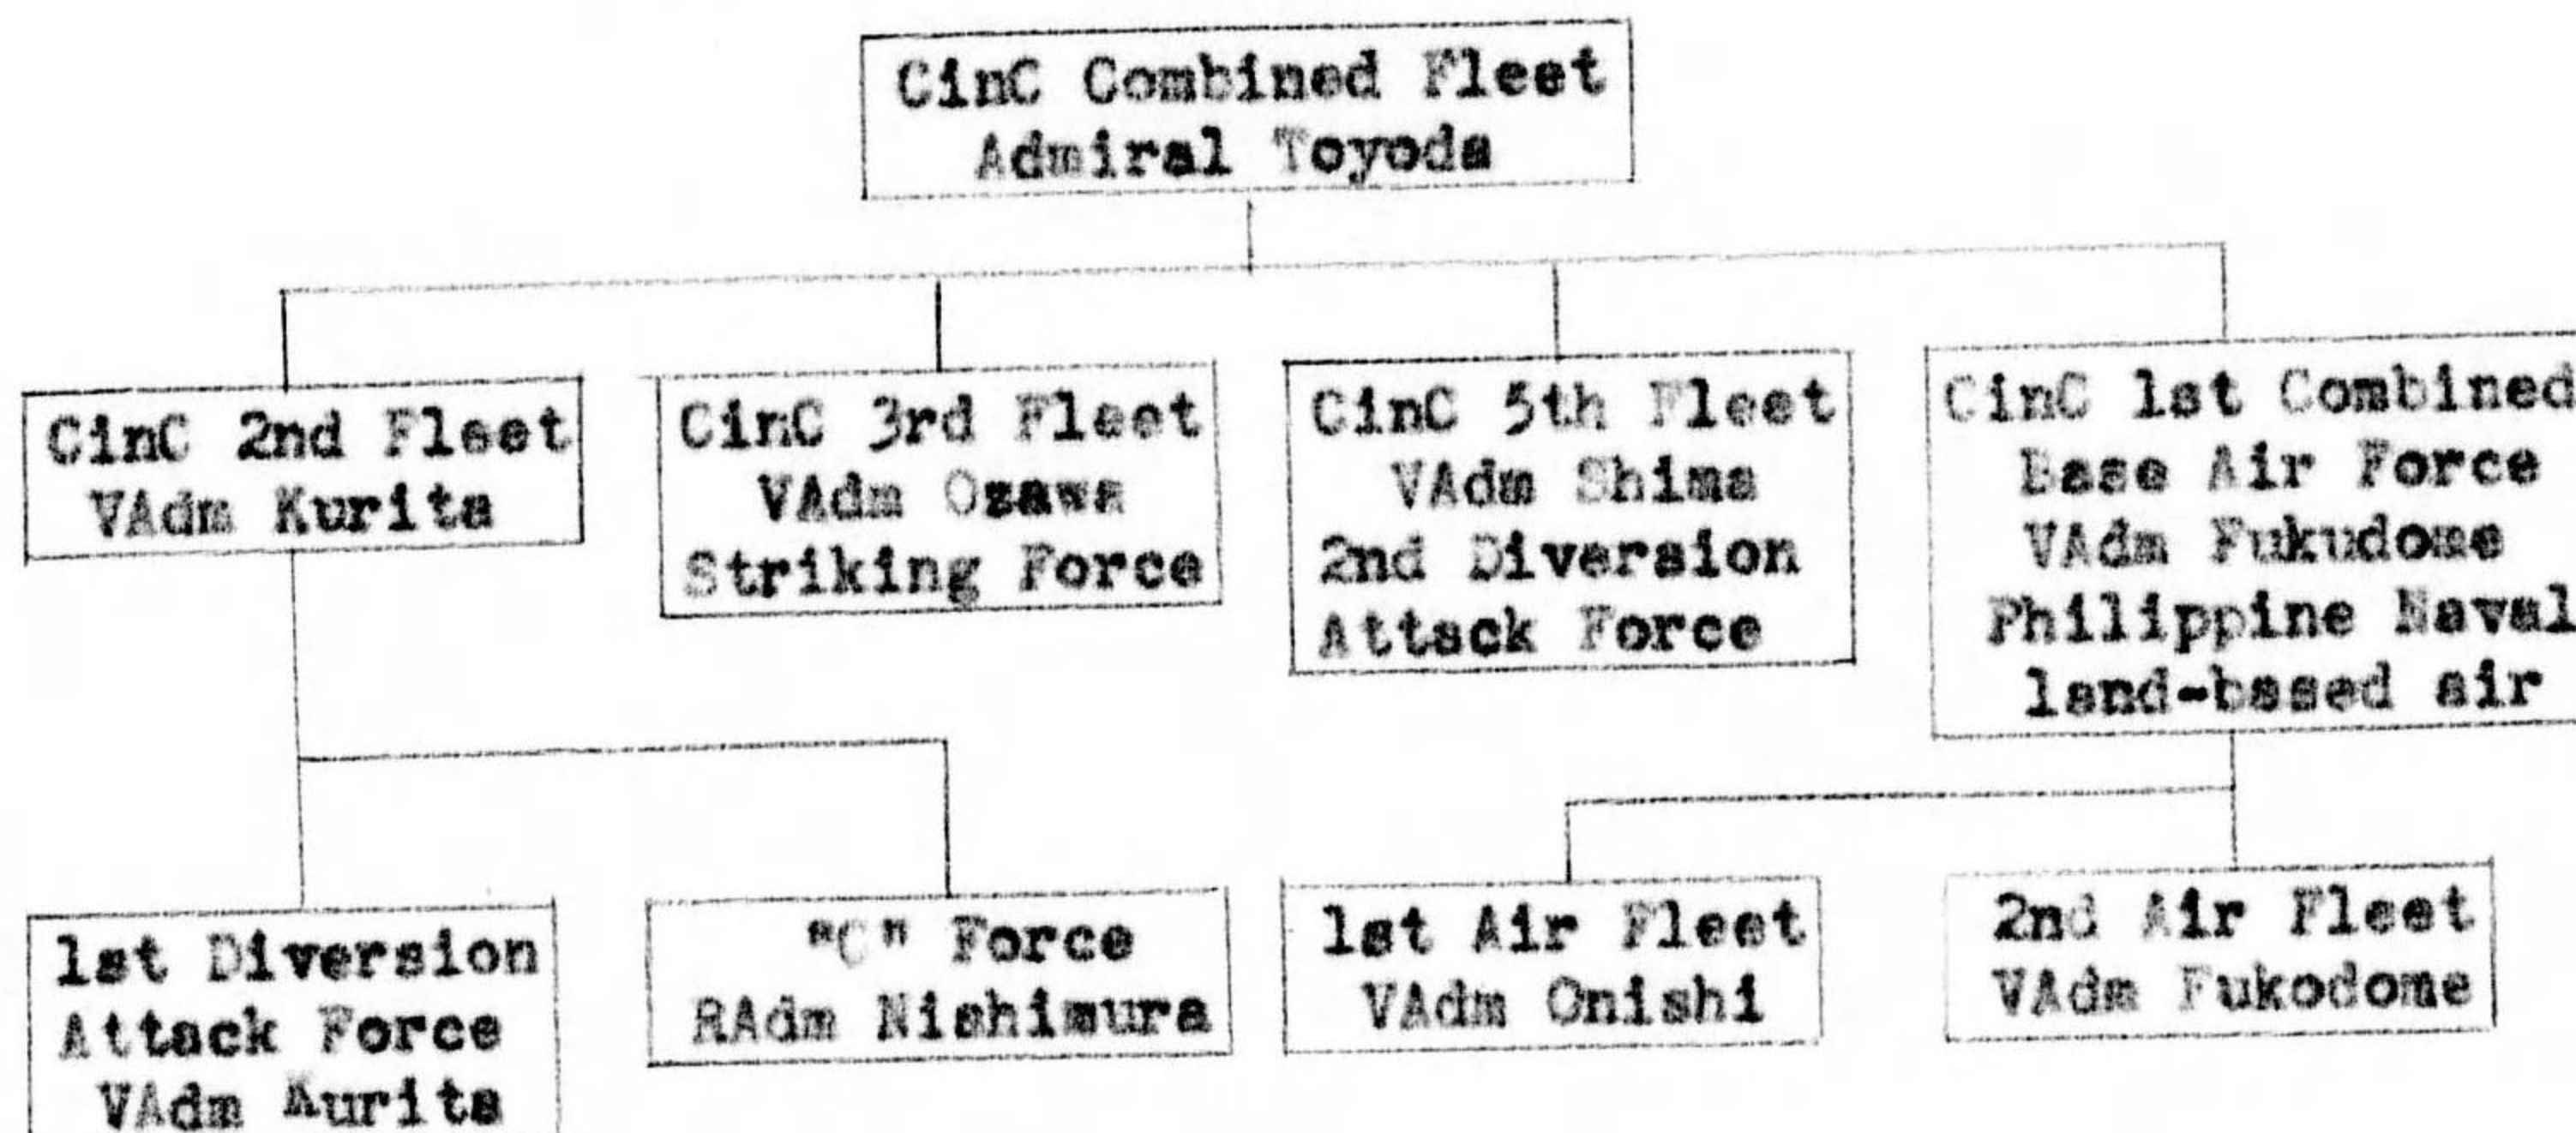 CinC Combined Fleet
Admiral Toyoda
CinC 2nd Fleet
VAdm Kurita
CinC 3rd Fleet
VAdm Ozawa
Striking Force
CinC 5th Fleet
VAdm Shima
2nd Diversion
Attack Force
CinC 1st Combined
Base Air Force
VAdm Fukudome
Philippine Naval
land-based air
1st Diversion
Attack Force
VAdm Kurita
"C" Force
RAdm Nishimura
1st Air Fleet
VAdm Onishi
2nd Air Fleet
VAdm Fukodome